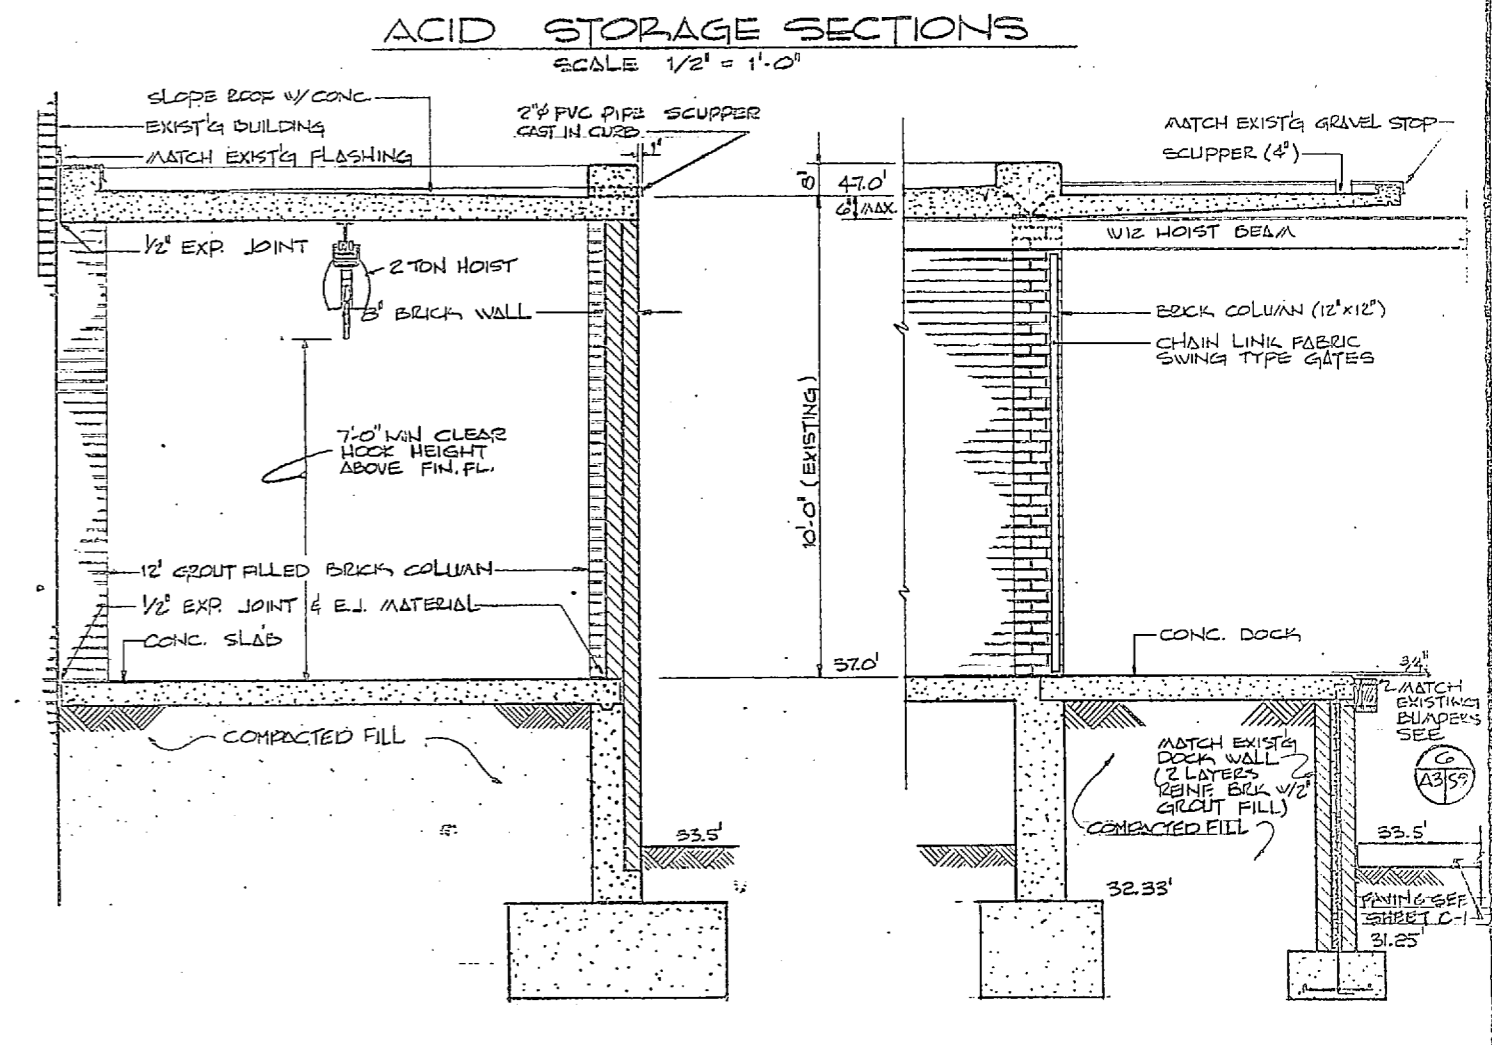 ACID STORAGE SECTIONS
SCALE 1/2" = 1'-0"
SLOPE ROOF W/CONC.
EXIST'G BUILDING
MATCH EXIST'G FLASHING
2"φ PVC PIPE SCUPPER
CAST IN CURB
1"
MATCH EXIST'G GRAVEL STOP
SCUPPER (4")
8"
47.0'
6" MAX.
W12 HOIST BEAM
1/2" EXP. JOINT
2 TON HOIST
8" BRICK WALL
BRICK COLUMN (12"x12")
CHAIN LINK FABRIC
SWING TYPE GATES
7'-0" MIN CLEAR
HOOK HEIGHT
ABOVE FIN. FL.
10'-0" (EXISTING)
12" GROUT FILLED BRICK COLUMN
1/2" EXP. JOINT & E.J. MATERIAL
CONC. SLAB
37.0'
CONC. DOCK
3/4"
MATCH
EXISTING
BUMPERS
SEE
6
A3 S9
COMPACTED FILL
MATCH EXIST'G
DOCK WALL
(2 LAYERS
REINF. BRK W/2"
GROUT FILL)
COMPACTED FILL
33.5'
33.5'
32.33'
PAVING SEE
SHEET C-1
31.25'